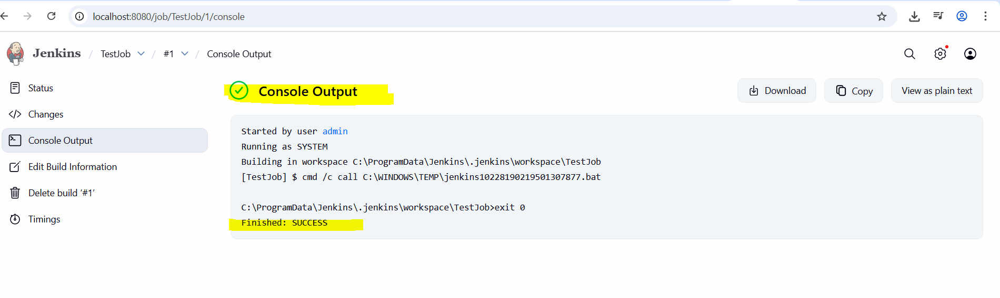 localhost:8080/job/TestJob/1/console
Jenkins / TestJob / #1 / Console Output
Status
Changes
Console Output
Edit Build Information
Delete build ‘#1’
Timings
Console Output
Download
Copy
View as plain text
Started by user admin
Running as SYSTEM
Building in workspace C:\ProgramData\Jenkins\.jenkins\workspace\TestJob
[TestJob] $ cmd /c call C:\WINDOWS\TEMP\jenkins10228190219501307877.bat
C:\ProgramData\Jenkins\.jenkins\workspace\TestJob>exit 0
Finished: SUCCESS